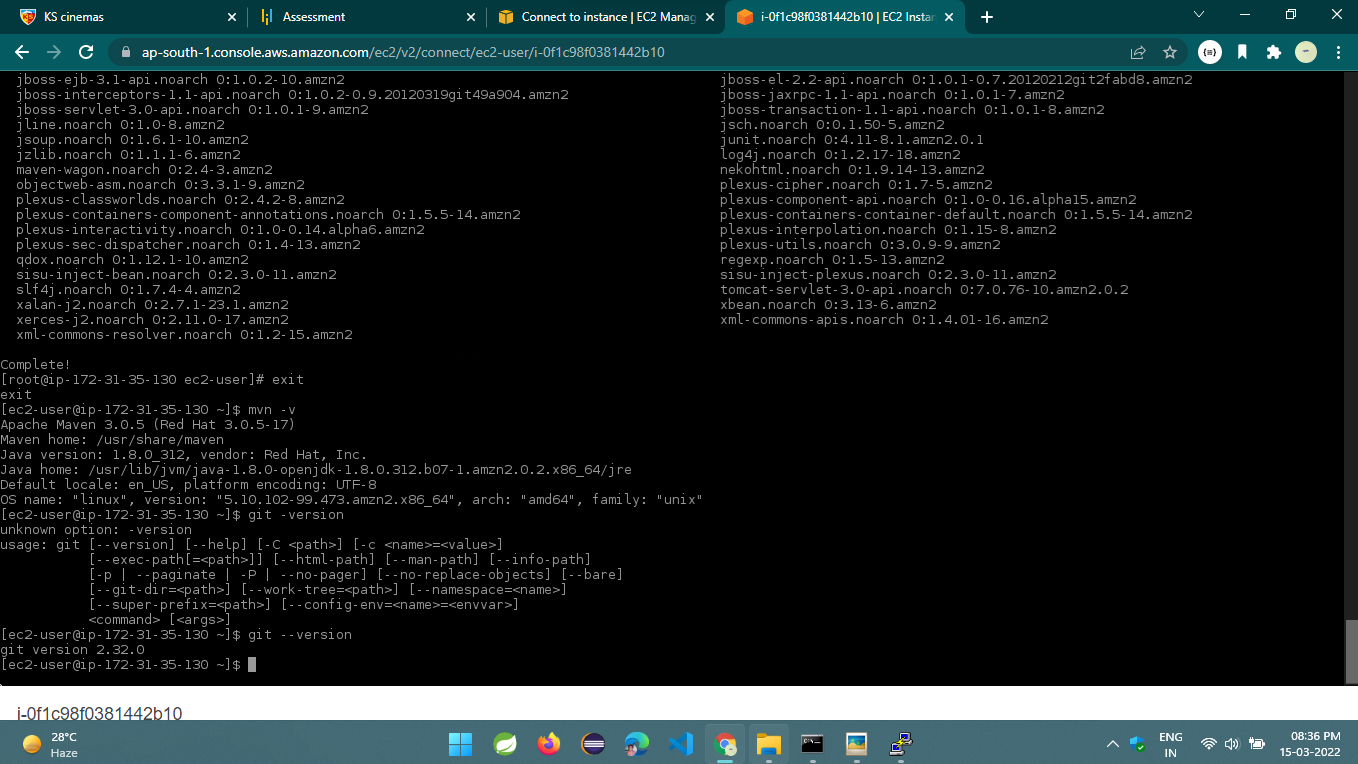 KS cinemas
Assessment
Connect to instance | EC2 Manag
i-0f1c98f0381442b10 | EC2 Instan
ap-south-1.console.aws.amazon.com/ec2/v2/connect/ec2-user/i-0f1c98f0381442b10
jboss-ejb-3.1-api.noarch 0:1.0.2-10.amzn2 jboss-el-2.2-api.noarch 0:1.0.1-0.7.20120212git2fabd8.amzn2
jboss-interceptors-1.1-api.noarch 0:1.0.2-0.9.20120319git49a904.amzn2 jboss-jaxrpc-1.1-api.noarch 0:1.0.1-7.amzn2
jboss-servlet-3.0-api.noarch 0:1.0.1-9.amzn2 jboss-transaction-1.1-api.noarch 0:1.0.1-8.amzn2
jline.noarch 0:1.0-8.amzn2 jsch.noarch 0:0.1.50-5.amzn2
jsoup.noarch 0:1.6.1-10.amzn2 junit.noarch 0:4.11-8.1.amzn2.0.1
jzlib.noarch 0:1.1.1-6.amzn2 log4j.noarch 0:1.2.17-18.amzn2
maven-wagon.noarch 0:2.4-3.amzn2 nekohtml.noarch 0:1.9.14-13.amzn2
objectweb-asm.noarch 0:3.3.1-9.amzn2 plexus-cipher.noarch 0:1.7-5.amzn2
plexus-classworlds.noarch 0:2.4.2-8.amzn2 plexus-component-api.noarch 0:1.0-0.16.alpha15.amzn2
plexus-containers-component-annotations.noarch 0:1.5.5-14.amzn2 plexus-containers-container-default.noarch 0:1.5.5-14.amzn2
plexus-interactivity.noarch 0:1.0-0.14.alpha6.amzn2 plexus-interpolation.noarch 0:1.15-8.amzn2
plexus-sec-dispatcher.noarch 0:1.4-13.amzn2 plexus-utils.noarch 0:3.0.9-9.amzn2
qdox.noarch 0:1.12.1-10.amzn2 regexp.noarch 0:1.5-13.amzn2
sisu-inject-bean.noarch 0:2.3.0-11.amzn2 sisu-inject-plexus.noarch 0:2.3.0-11.amzn2
slf4j.noarch 0:1.7.4-4.amzn2 tomcat-servlet-3.0-api.noarch 0:7.0.76-10.amzn2.0.2
xalan-j2.noarch 0:2.7.1-23.1.amzn2 xbean.noarch 0:3.13-6.amzn2
xerces-j2.noarch 0:2.11.0-17.amzn2 xml-commons-apis.noarch 0:1.4.01-16.amzn2
xml-commons-resolver.noarch 0:1.2-15.amzn2
Complete!
[root@ip-172-31-35-130 ec2-user]# exit
exit
[ec2-user@ip-172-31-35-130 ~]$ mvn -v
Apache Maven 3.0.5 (Red Hat 3.0.5-17)
Maven home: /usr/share/maven
Java version: 1.8.0_312, vendor: Red Hat, Inc.
Java home: /usr/lib/jvm/java-1.8.0-openjdk-1.8.0.312.b07-1.amzn2.0.2.x86_64/jre
Default locale: en_US, platform encoding: UTF-8
OS name: "linux", version: "5.10.102-99.473.amzn2.x86_64", arch: "amd64", family: "unix"
[ec2-user@ip-172-31-35-130 ~]$ git -version
unknown option: -version
usage: git [--version] [--help] [-C <path>] [-c <name>=<value>]
[--exec-path[=<path>]] [--html-path] [--man-path] [--info-path]
[-p | --paginate | -P | --no-pager] [--no-replace-objects] [--bare]
[--git-dir=<path>] [--work-tree=<path>] [--namespace=<name>]
[--super-prefix=<path>] [--config-env=<name>=<envvar>]
<command> [<args>]
[ec2-user@ip-172-31-35-130 ~]$ git --version
git version 2.32.0
[ec2-user@ip-172-31-35-130 ~]$
i-0f1c98f0381442b10
28°C
Haze
ENG
IN
08:36 PM
15-03-2022